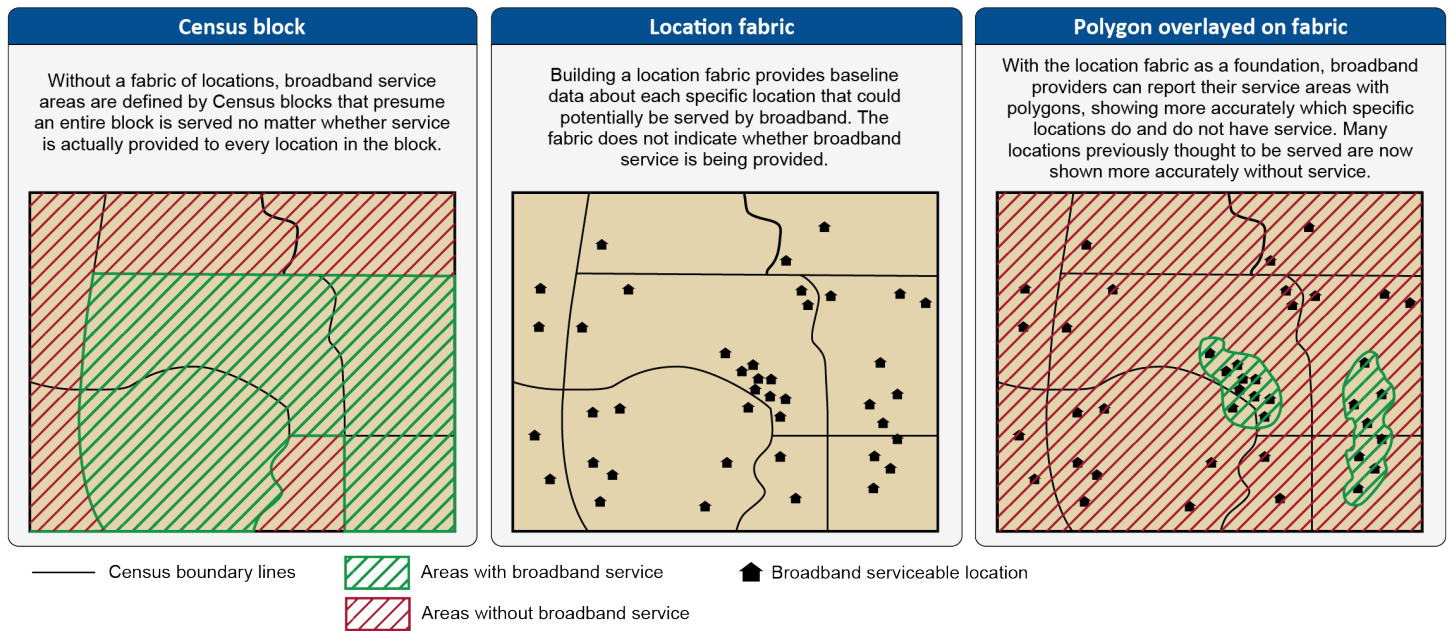 Census block
Without a fabric of locations, broadband service
areas are defined by Census blocks that presume
an entire block is served no matter whether service
is actually provided to every location in the block.
Location fabric
Building a location fabric provides baseline
data about each specific location that could
potentially be served by broadband. The
fabric does not indicate whether broadband
service is being provided.
Polygon overlayed on fabric
With the location fabric as a foundation, broadband
providers can report their service areas with
polygons, showing more accurately which specific
locations do and do not have service. Many
locations previously thought to be served are now
shown more accurately without service.
Census boundary lines
Areas with broadband service
Broadband serviceable location
Areas without broadband service